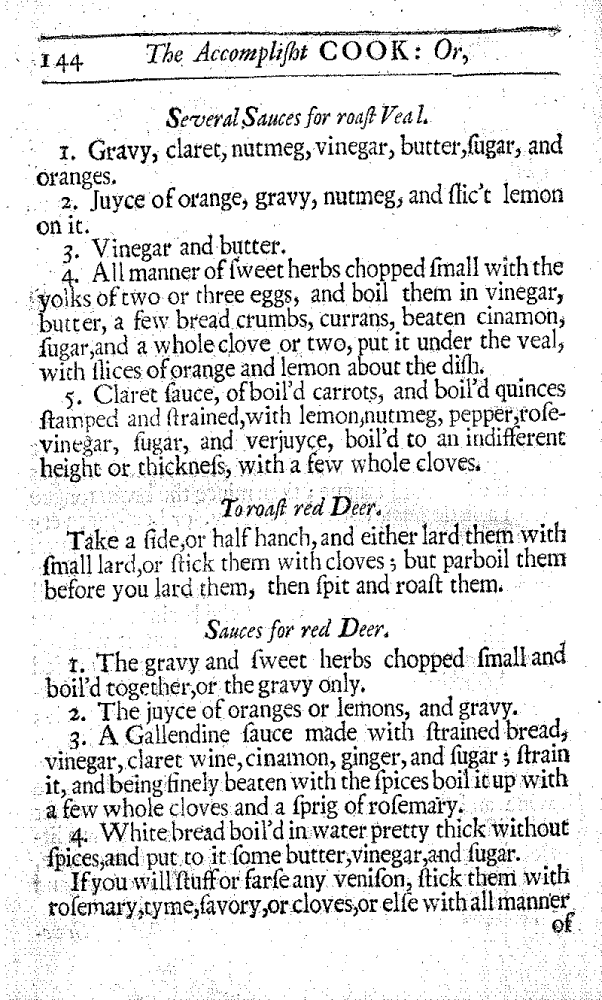 144 The Accompliſht COOK: Or,
Several Sauces for roaſt Veal.
1. Gravy, claret, nutmeg, vinegar, butter, ſugar, and
oranges.
2. Juyce of orange, gravy, nutmeg, and ſlic't lemon
on it.
3. Vinegar and butter.
4. All manner of ſweet herbs chopped ſmall with the
yolks of two or three eggs, and boil them in vinegar,
butter, a few bread crumbs, currans, beaten cinamon,
ſugar, and a whole clove or two, put it under the veal,
with ſlices of orange and lemon about the diſh.
5. Claret ſauce, of boil'd carrots, and boil'd quinces
ſtamped and ſtrained, with lemon, nutmeg, pepper, roſe-
vinegar, ſugar, and verjuyce, boil'd to an indifferent
height or thickneſs, with a few whole cloves.
To roaſt red Deer.
Take a ſide, or half hanch, and either lard them with
ſmall lard, or ſtick them with cloves; but parboil them
before you lard them, then ſpit and roaſt them.
Sauces for red Deer.
1. The gravy and ſweet herbs chopped ſmall and
boil'd together, or the gravy only.
2. The juyce of oranges or lemons, and gravy.
3. A Gallendine ſauce made with ſtrained bread,
vinegar, claret wine, cinamon, ginger, and ſugar; ſtrain
it, and being finely beaten with the ſpices boil it up with
a few whole cloves and a ſprig of roſemary.
4. White bread boil'd in water pretty thick without
ſpices, and put to it ſome butter, vinegar, and ſugar.
If you will ſtuff or farſe any veniſon, ſtick them with
roſemary, tyme, ſavory, or cloves, or elſe with all manner
of